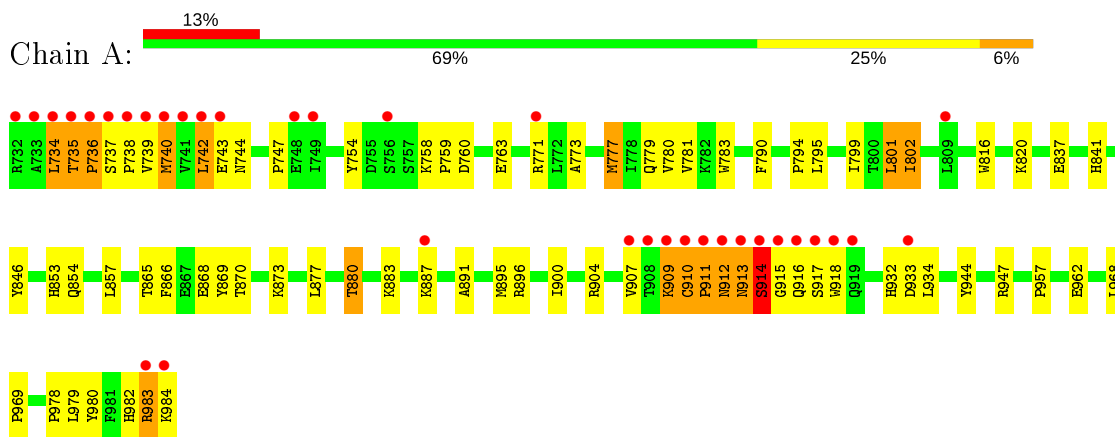 13%
Chain A:
69% 25% 6%
R732 A733 L734 T735 P736 S737 P738 V739 M740 V741 L742 E743 N744 P747 E748 I749 Y754 D755 S756 S757 K758 P759 D760 E763 R771 L772 A773 M777 I778 Q779 V780 V781 K782 W783 F790 P794 L795 I799 T800 L801 I802 L809 W816 K820 E837 H841
Y846 H853 Q854 L857 T865 F866 E867 E868 Y869 T870 K873 L877 T880 K883 K887 A891 M895 R896 I900 R904 V907 T908 K909 C910 P911 N912 N913 S914 G915 Q916 S917 W918 Q919 H932 D933 L934 Y944 R947 P957 E962 L968
P969 P978 L979 Y980 F981 H982 R983 K984